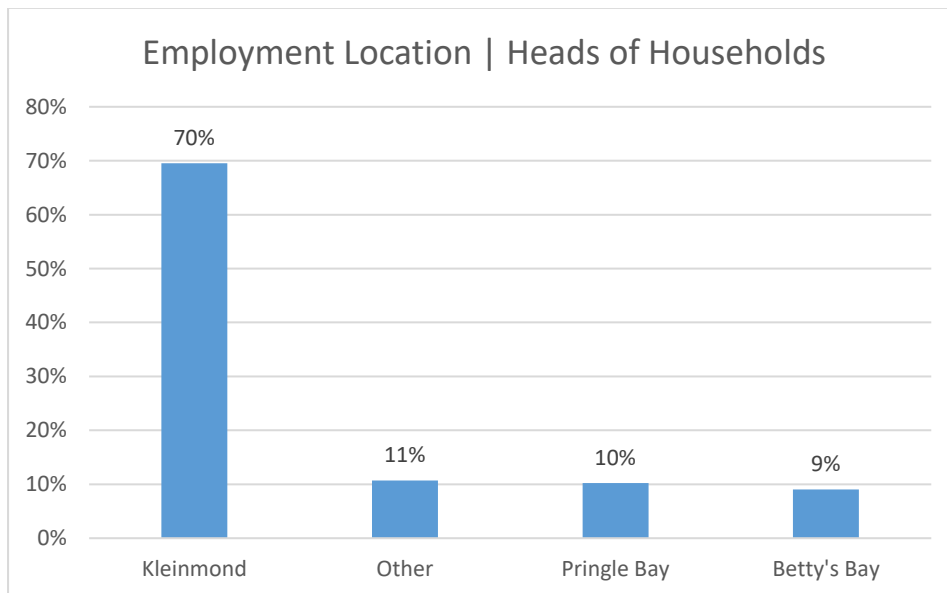 Employment Location | Heads of Households
80%
70%
60%
50%
40%
30%
20%
10%
0%
70%
11%
10%
9%
Kleinmond
Other
Pringle Bay
Betty's Bay